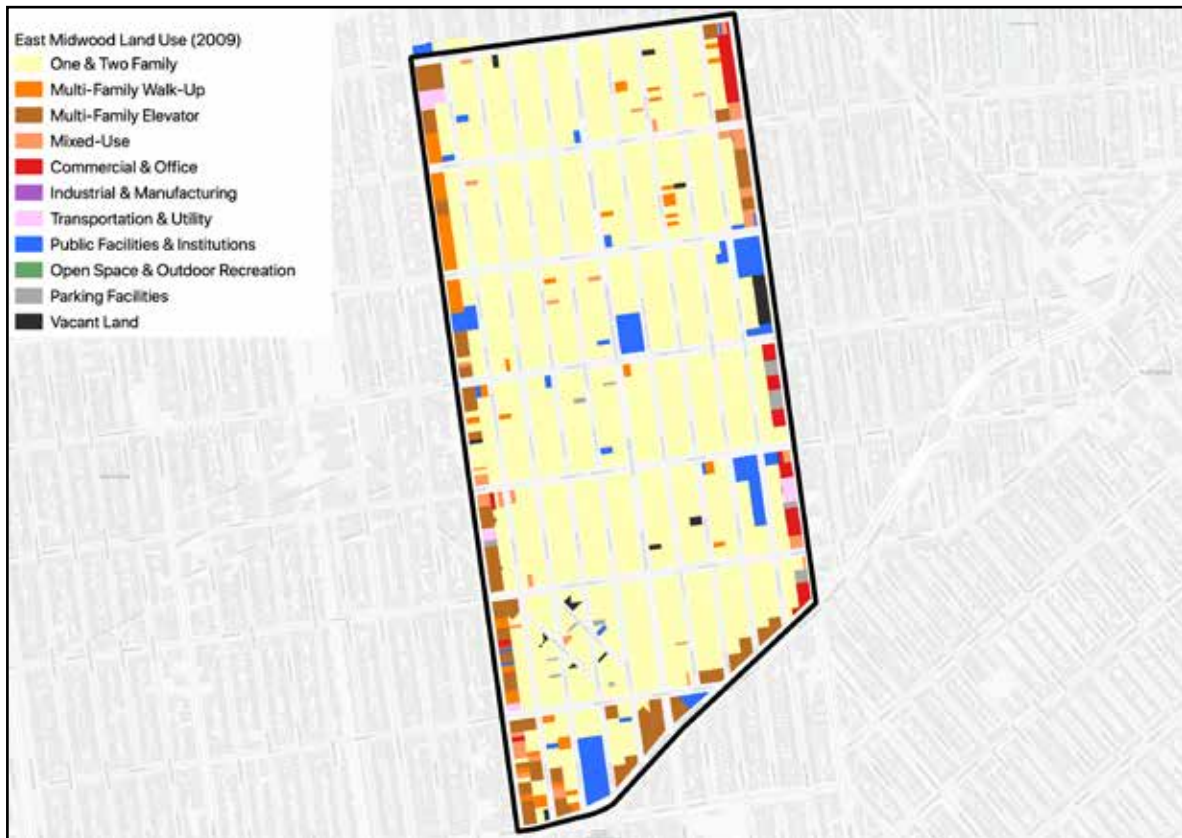 East Midwood Land Use (2009)
One & Two Family
Multi-Family Walk-Up
Multi-Family Elevator
Mixed-Use
Commercial & Office
Industrial & Manufacturing
Transportation & Utility
Public Facilities & Institutions
Open Space & Outdoor Recreation
Parking Facilities
Vacant Land